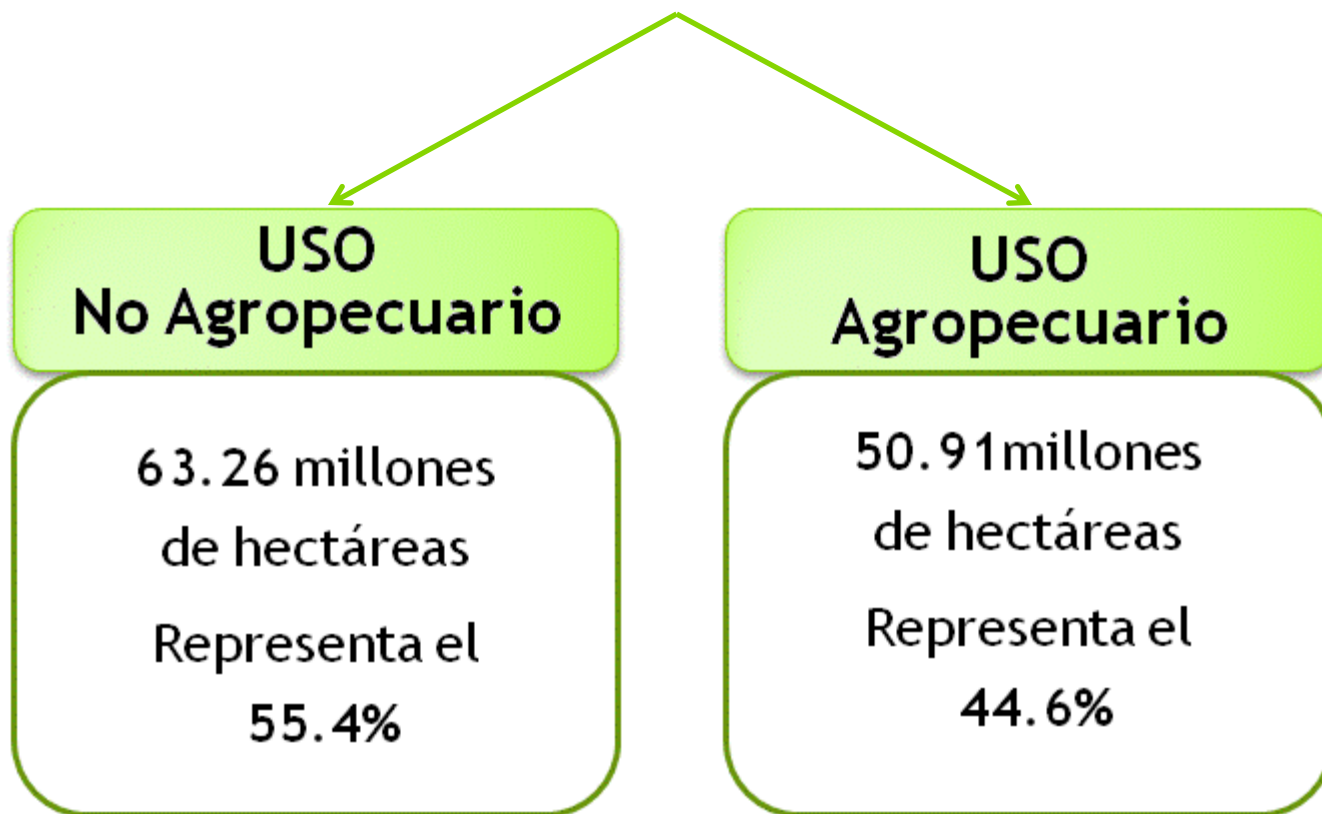 USO
No Agropecuario
63.26 millones
de hectáreas
Representa el
55.4%
USO
Agropecuario
50.91millones
de hectáreas
Representa el
44.6%